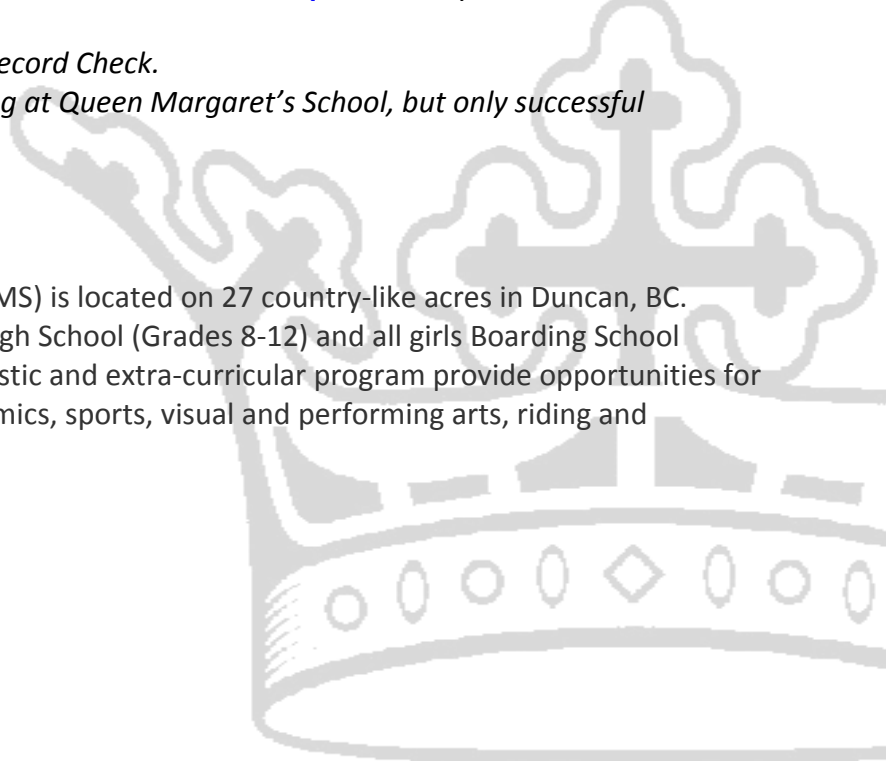 ecord Check.
g at Queen Margaret’s School, but only successful
MS) is located on 27 country-like acres in Duncan, BC.
gh School (Grades 8-12) and all girls Boarding School
stic and extra-curricular program provide opportunities for
mics, sports, visual and performing arts, riding and